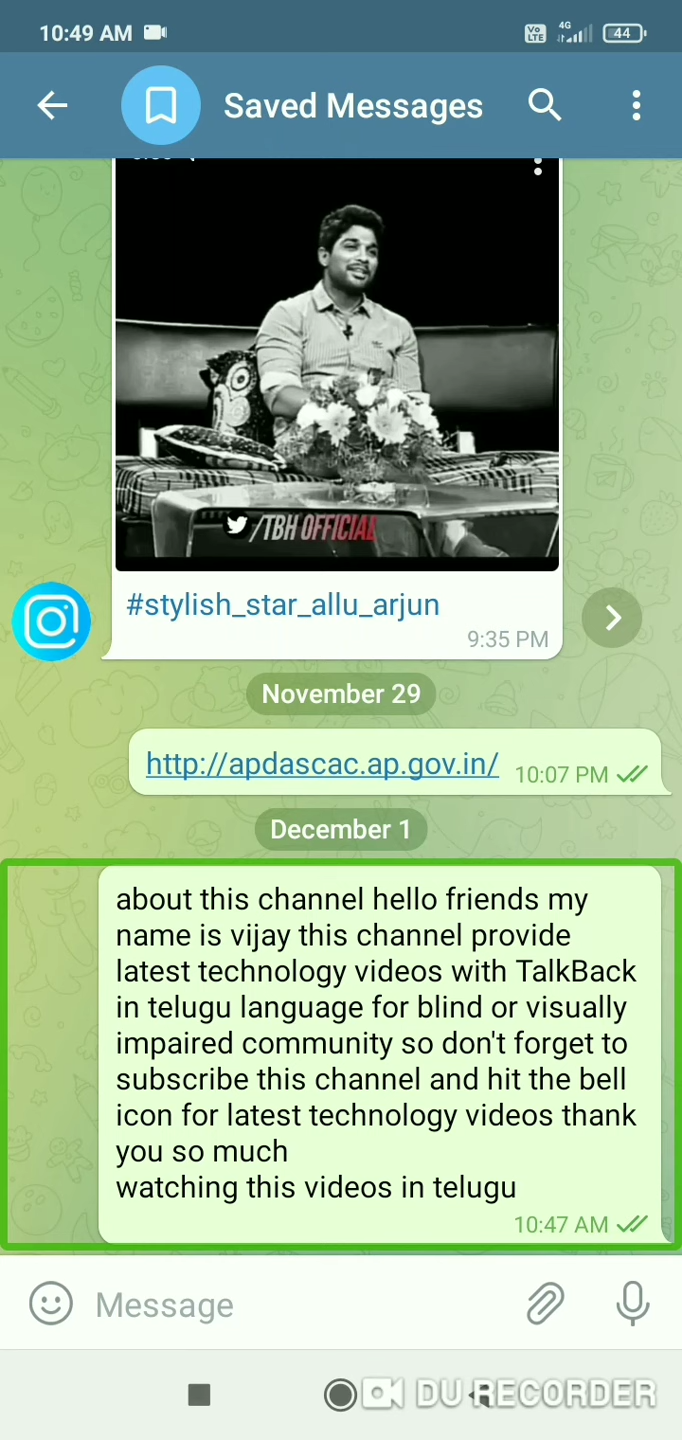 10:49 AM
Vo
LTE
4G
44
Saved Messages
/TBH OFFICIAL
#stylish_star_allu_arjun
9:35 PM
November 29
http://apdascac.ap.gov.in/
10:07 PM
December 1
about this channel hello friends my
name is vijay this channel provide
latest technology videos with TalkBack
in telugu language for blind or visually
impaired community so don't forget to
subscribe this channel and hit the bell
icon for latest technology videos thank
you so much
watching this videos in telugu
10:47 AM
Message
DU RECORDER